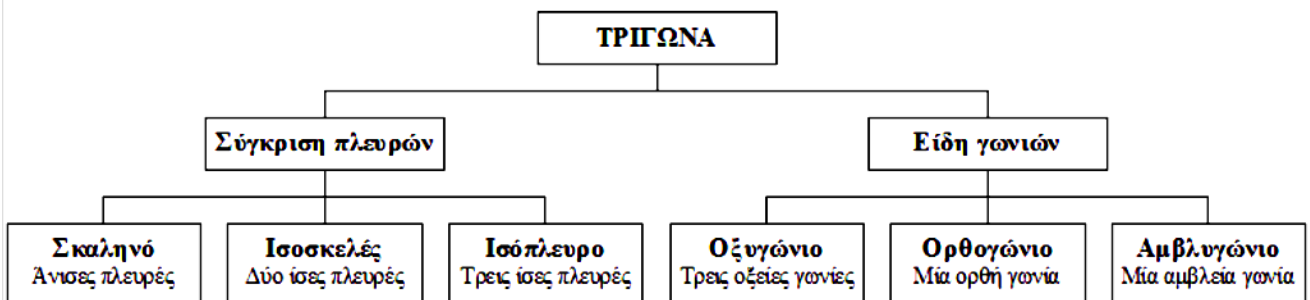 ΤΡΙΓΩΝΑ
Σύγκριση πλευρών
Είδη γωνιών
Σκαληνό
Άνισες πλευρές
Ισοσκελές
Δύο ίσες πλευρές
Ισόπλευρο
Τρεις ίσες πλευρές
Οξυγώνιο
Τρεις οξείες γωνίες
Ορθογώνιο
Μία ορθή γωνία
Αμβλυγώνιο
Μία αμβλεία γωνία